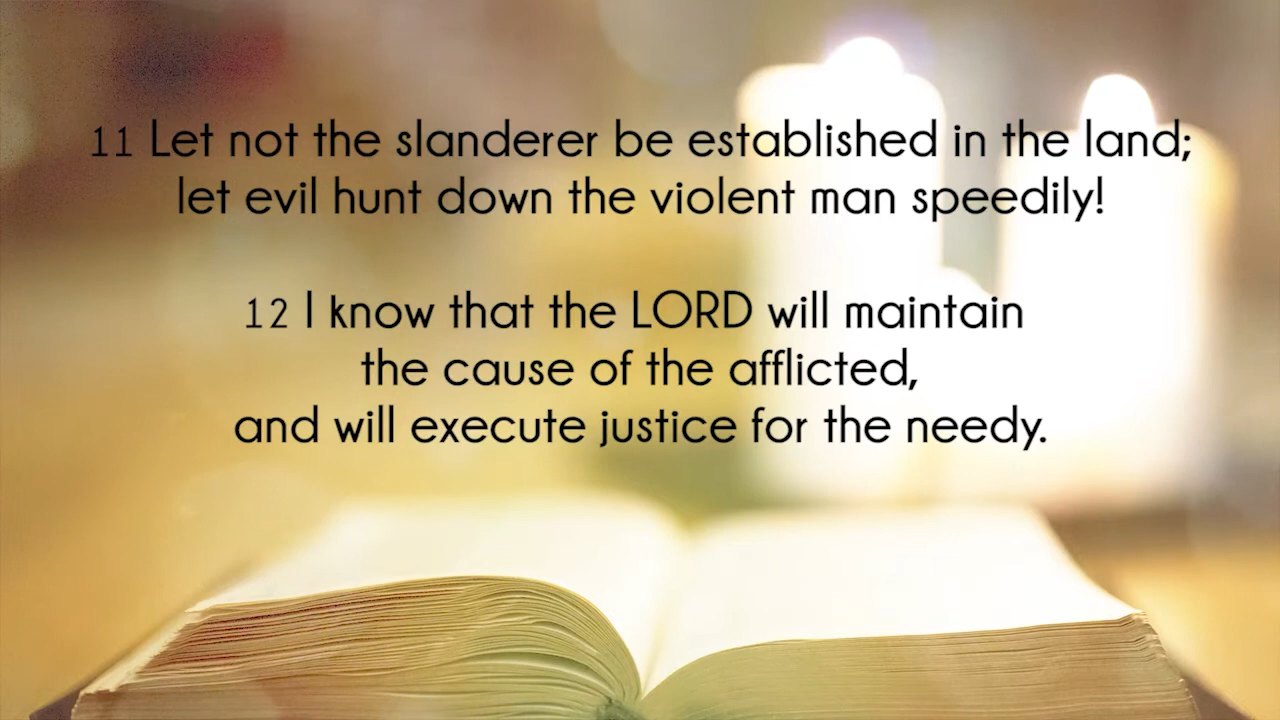 11 Let not the slanderer be established in the land;
let evil hunt down the violent man speedily!
12 I know that the LORD will maintain
the cause of the afflicted,
and will execute justice for the needy.